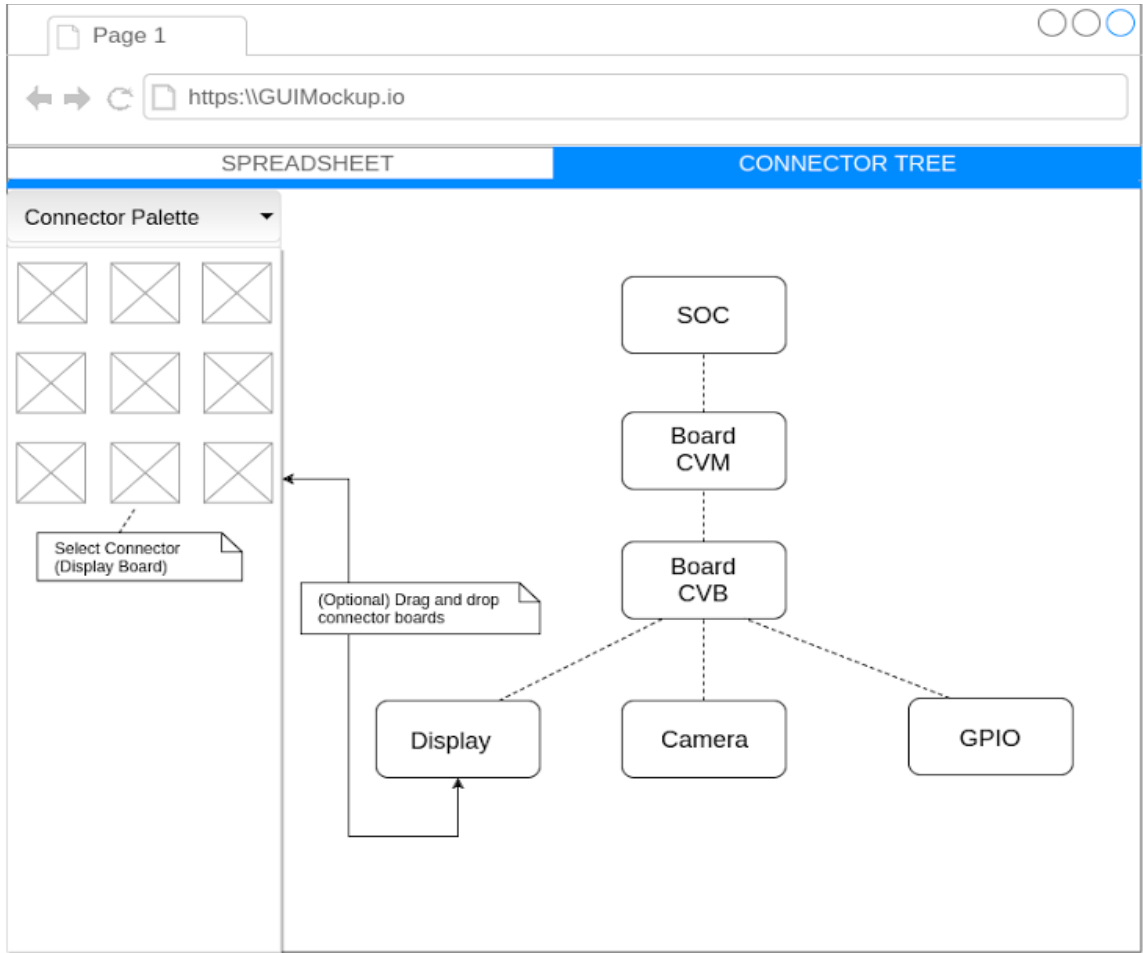 Page 1
https:\\GUIMockup.io
SPREADSHEET
CONNECTOR TREE
Connector Palette
SOC
Board
CVM
Select Connector
(Display Board)
Board
CVB
(Optional) Drag and drop
connector boards
Display
Camera
GPIO